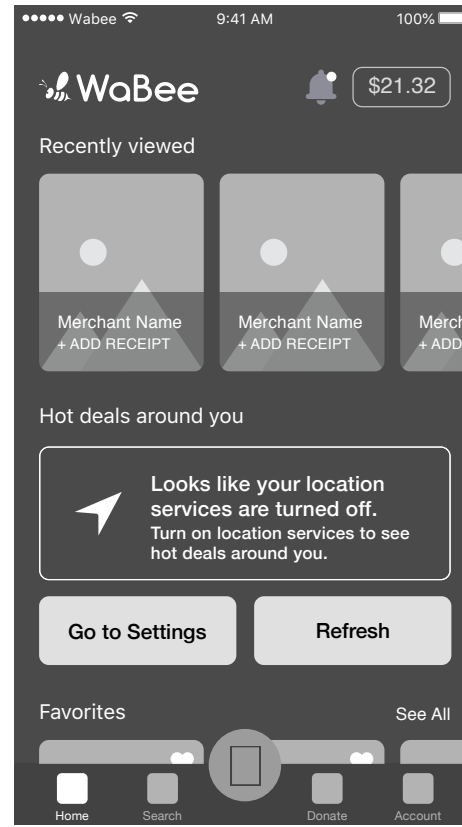 Wabee 9:41 AM 100%
WaBee $21.32
Recently viewed
Merchant Name Merchant Name Merch
+ ADD RECEIPT + ADD RECEIPT + ADD
Hot deals around you
Looks like your location
services are turned off.
Turn on location services to see
hot deals around you.
Go to Settings Refresh
Favorites See All
Home Search Donate Account